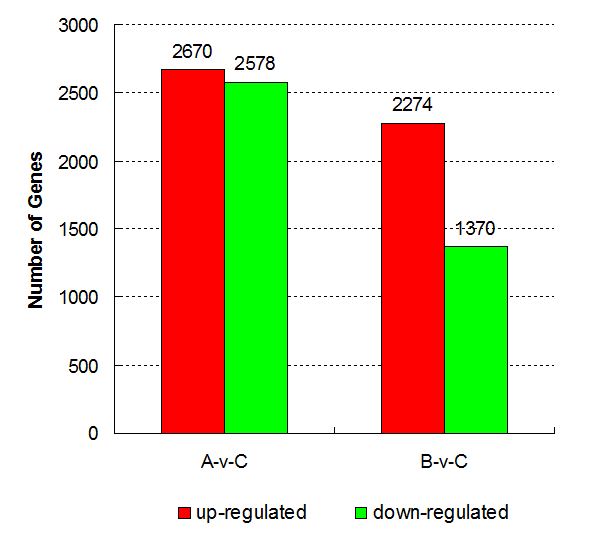 Number of Genes
3000
2500
2000
1500
1000
500
0
2670
2578
2274
1370
A-v-C
B-v-C
up-regulated
down-regulated